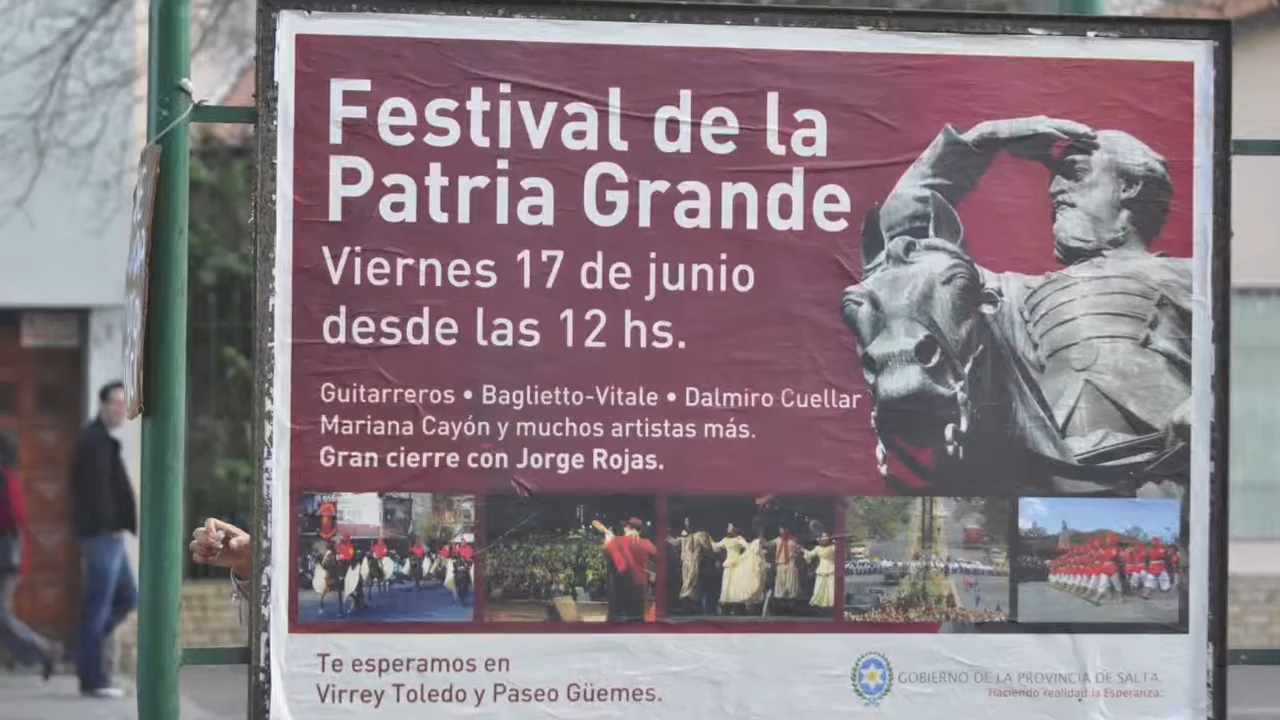 Festival de la
Patria Grande
Viernes 17 de junio
desde las 12 hs.
Guitarreros • Baglietto-Vitale • Dalmiro Cuellar
Mariana Cayón y muchos artistas más.
Gran cierre con Jorge Rojas.
Te esperamos en
Virrey Toledo y Paseo Güemes.
GOBIERNO DE LA PROVINCIA DE SALTA.
Haciendo realidad la Esperanza.